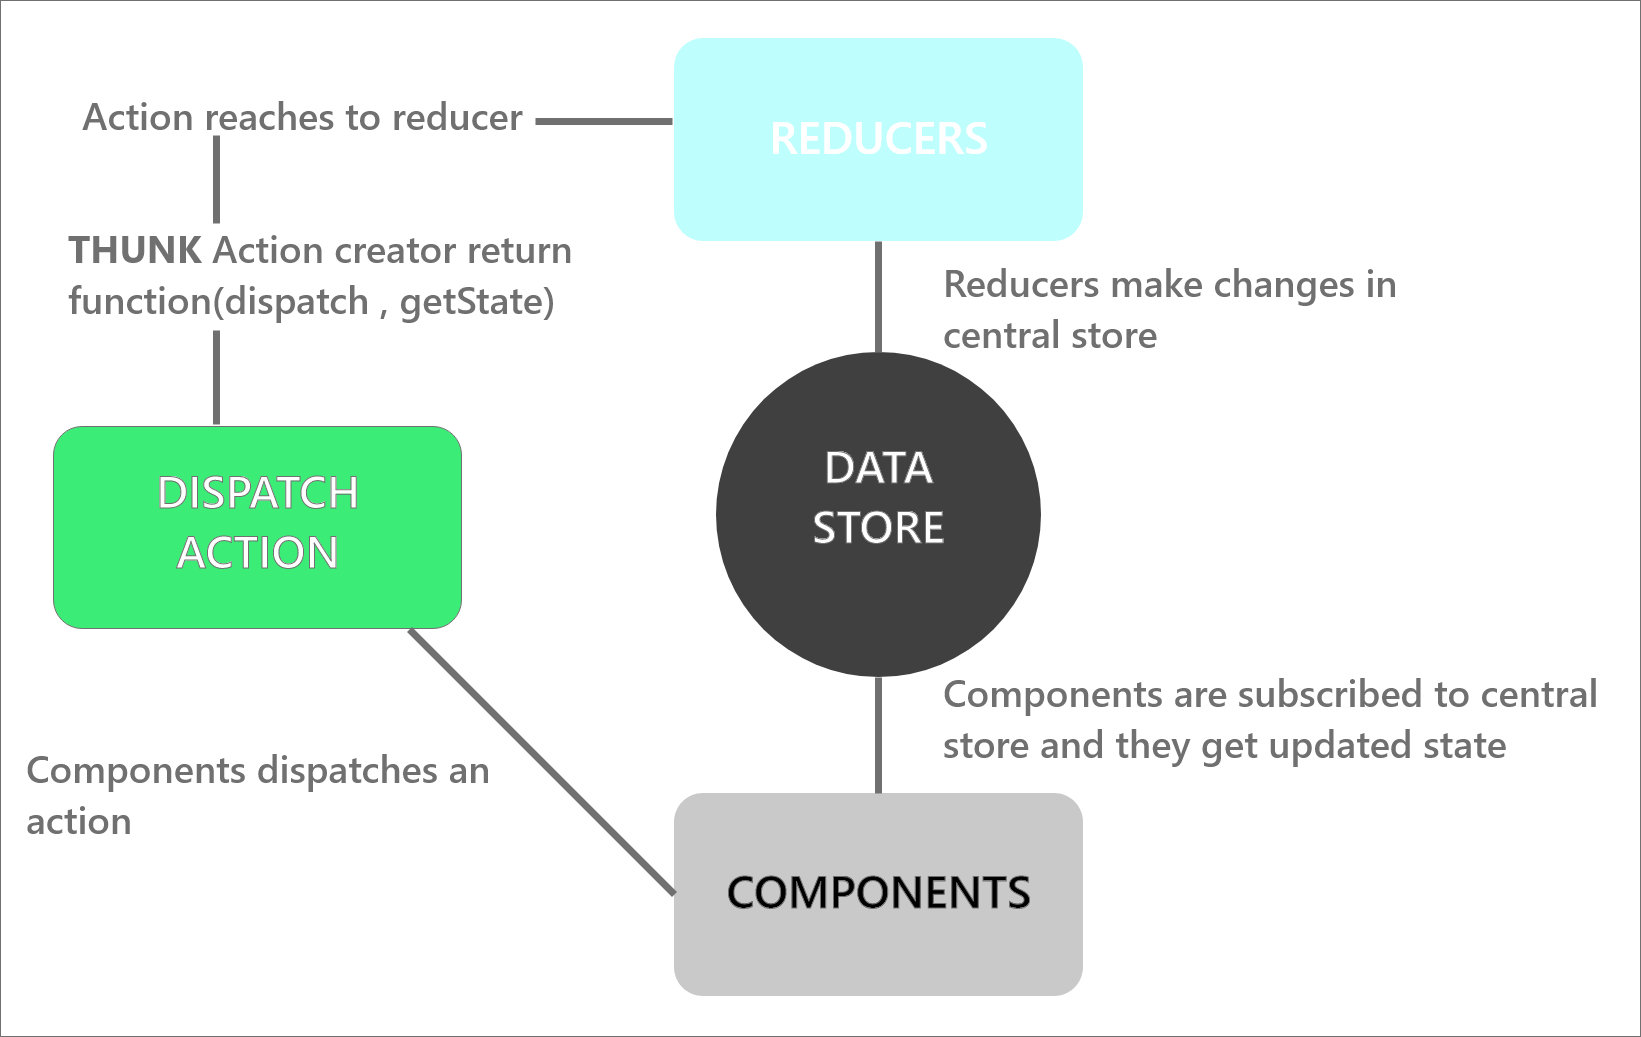 Action reaches to reducer
REDUCERS
THUNK Action creator return
function(dispatch , getState)
Reducers make changes in
central store
DISPATCH
ACTION
DATA
STORE
Components are subscribed to central
store and they get updated state
Components dispatches an
action
COMPONENTS